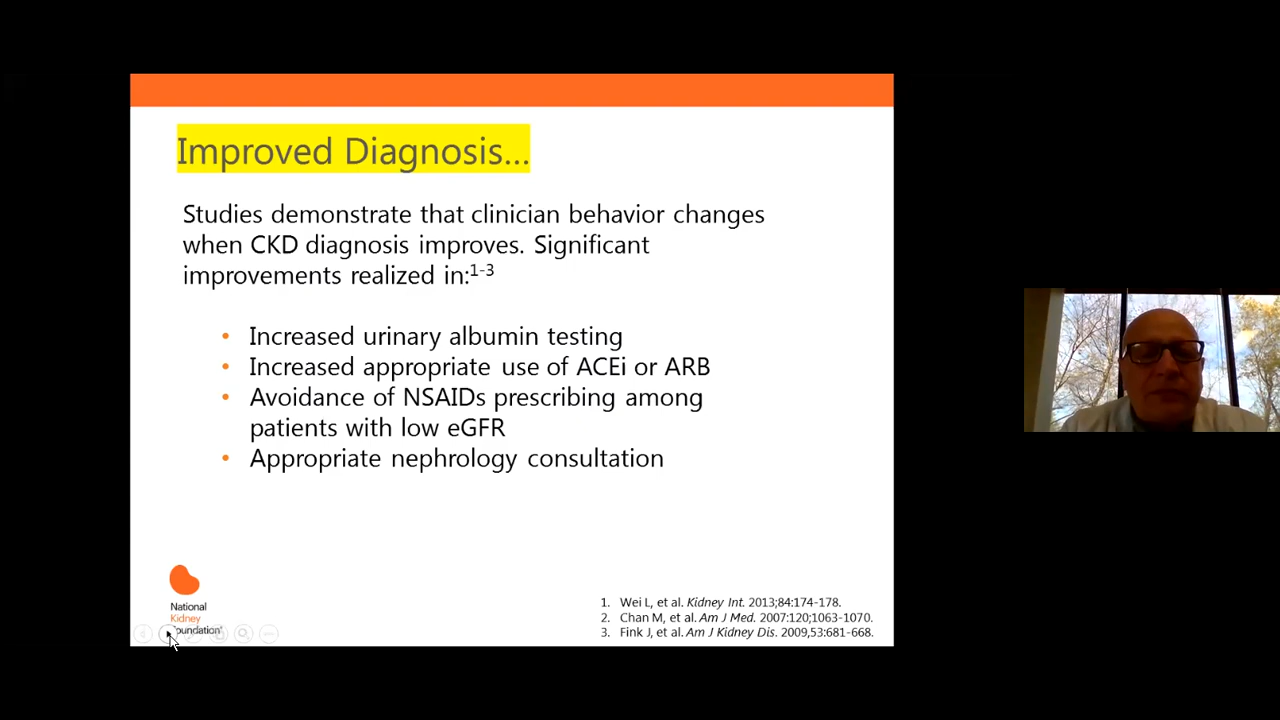 Improved Diagnosis...
Studies demonstrate that clinician behavior changes
when CKD diagnosis improves. Significant
improvements realized in:1-3
• Increased urinary albumin testing
• Increased appropriate use of ACEi or ARB
• Avoidance of NSAIDs prescribing among
patients with low eGFR
• Appropriate nephrology consultation
National
Kidney
Foundation®
1. Wei L, et al. Kidney Int. 2013;84:174-178.
2. Chan M, et al. Am J Med. 2007:120;1063-1070.
3. Fink J, et al. Am J Kidney Dis. 2009,53:681-668.